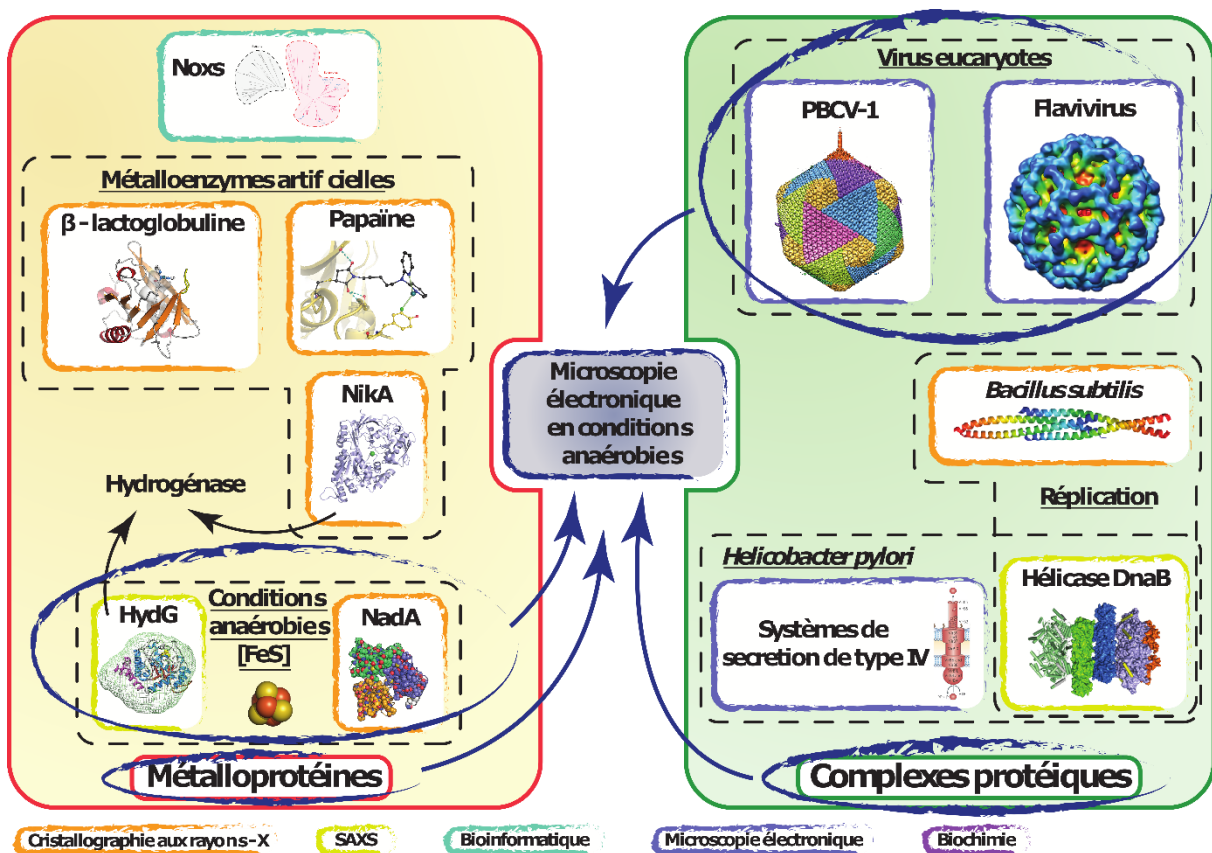 Noxs
Métalloenzymes artif cielles
β - lactoglobuline
Papaïne
NikA
Hydrogénase
HydG
Conditions
anaérobies
[FeS]
NadA
Métalloprotéines
Microscopie
électronique
en conditions
anaérobies
Virus eucaryotes
PBCV-1
Flavivirus
Bacillus subtilis
Réplication
Helicobacter pylori
Systèmes de
secretion de type IV
Hélicase DnaB
Complexes protéiques
Cristallographie aux rayons-X
SAXS
Bioinformatique
Microscopie électronique
Biochimie